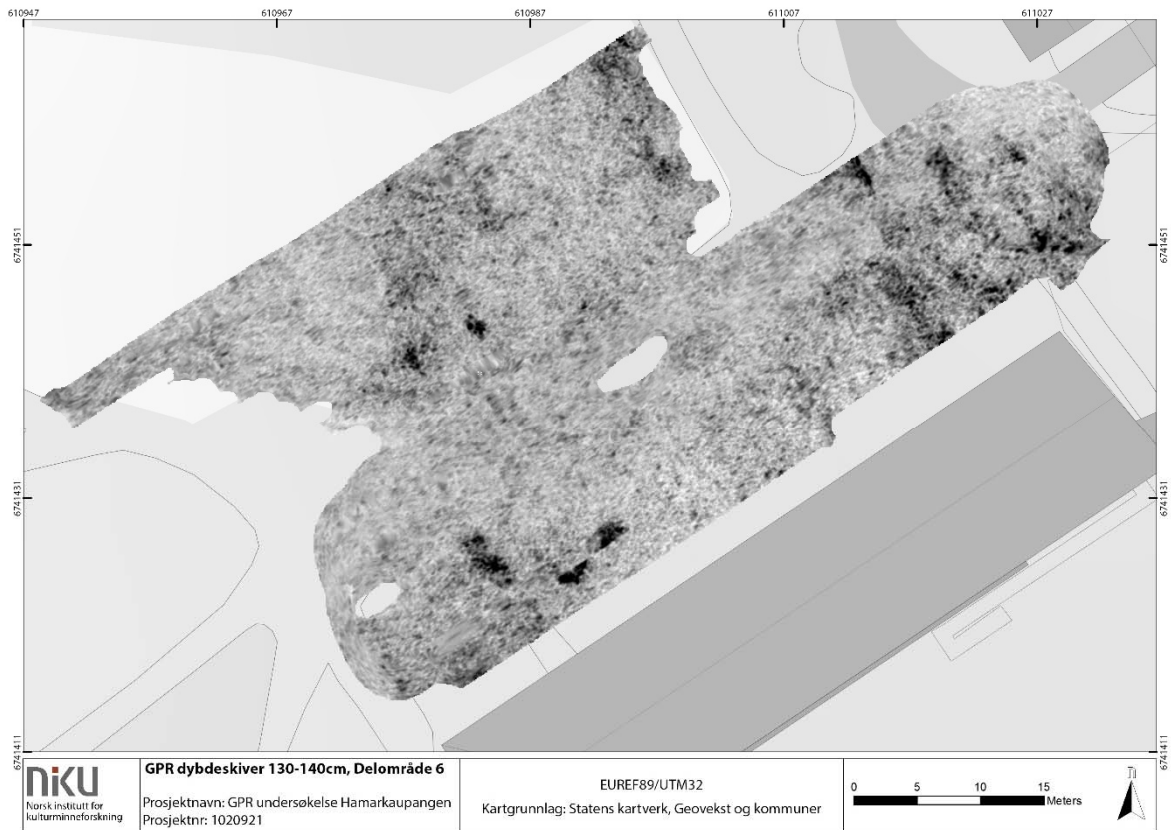 610947 610967 610987 611007 611027
6741451 6741451
6741431 6741431
6741411 6741411
NIKU
Norsk institutt for
kulturminneforskning
GPR dybdeskiver 130-140cm, Delområde 6
Prosjektnavn: GPR undersøkelse Hamarkaupangen
Prosjektnr: 1020921
EUREF89/UTM32
Kartgrunnlag: Statens kartverk, Geovekst og kommuner
0 5 10 15
Meters
N